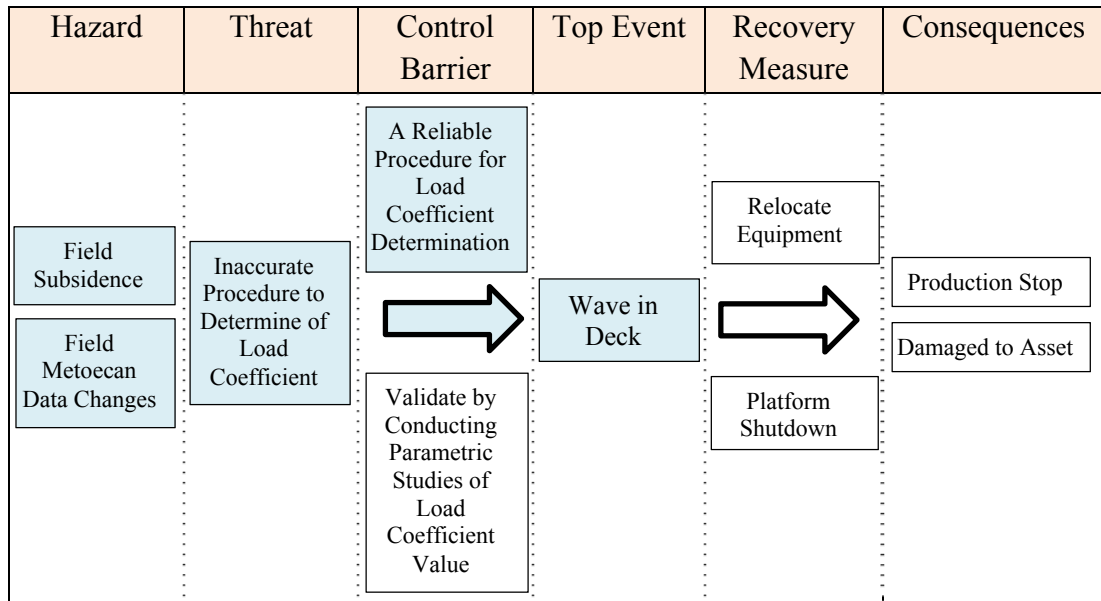 Hazard
Threat
Control
Barrier
Top Event
Recovery
Measure
Consequences
Field
Subsidence
Field
Metoecan
Data Changes
Inaccurate
Procedure to
Determine of
Load
Coefficient
A Reliable
Procedure for
Load
Coefficient
Determination
Validate by
Conducting
Parametric
Studies of
Load
Coefficient
Value
Wave in
Deck
Relocate
Equipment
Platform
Shutdown
Production Stop
Damaged to Asset